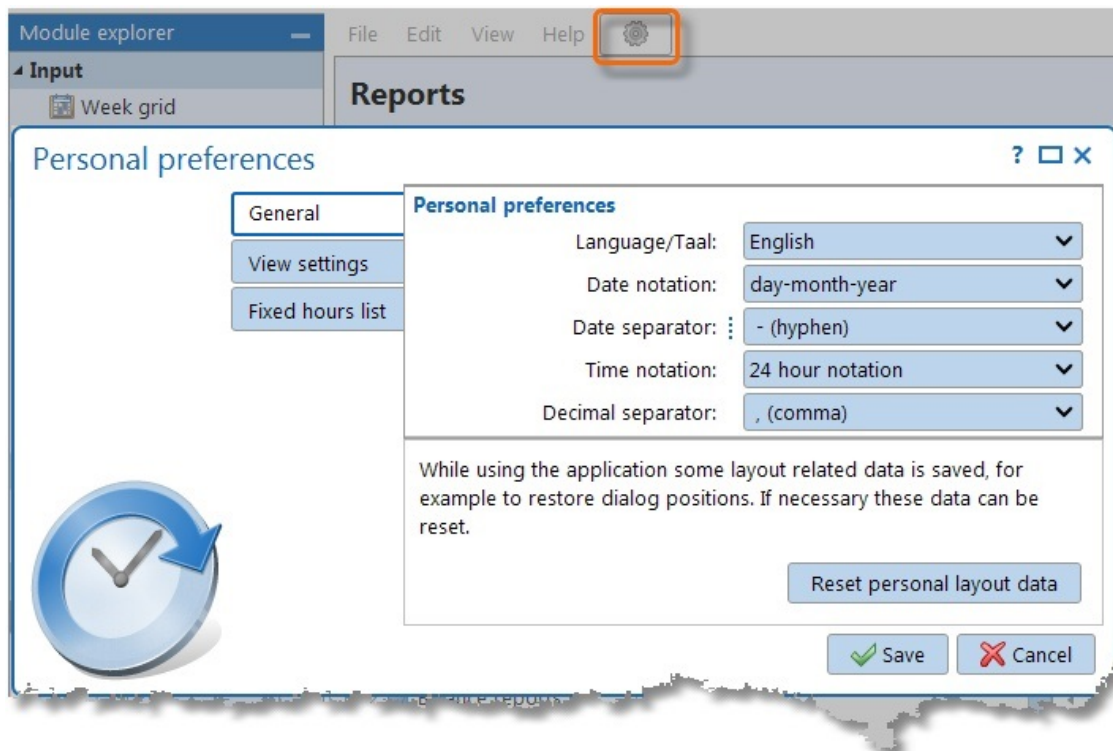 Module explorer
File Edit View Help
Input
Week grid
Reports
Personal preferences
?
General
View settings
Fixed hours list
Personal preferences
Language/Taal: English
Date notation: day-month-year
Date separator: - (hyphen)
Time notation: 24 hour notation
Decimal separator: , (comma)
While using the application some layout related data is saved, for
example to restore dialog positions. If necessary these data can be
reset.
Reset personal layout data
Save Cancel
reports